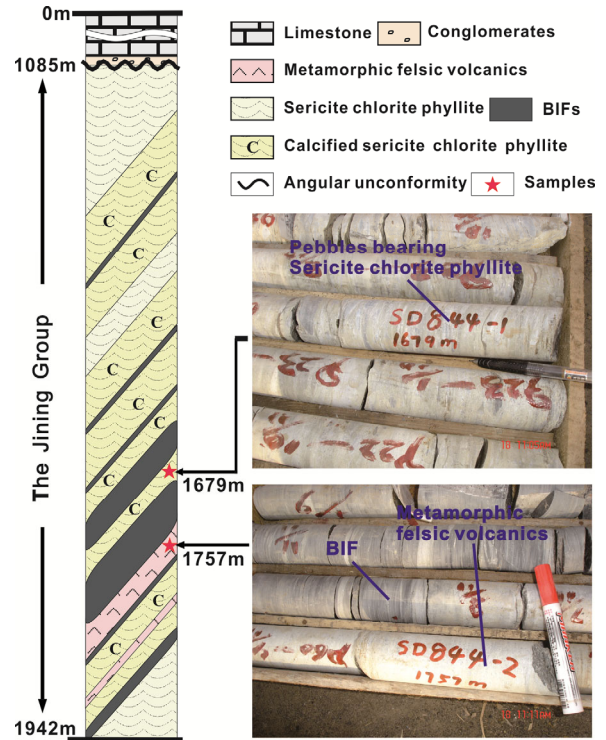 0m
Limestone
Conglomerates
1085m
Metamorphic felsic volcanics
Sericite chlorite phyllite
BIFs
C
Calcified sericite chlorite phyllite
Angular unconformity
Samples
C
C
C
C
C
C
C
C
C
The Jining Group
1679m
1757m
1942m
Pebbles bearing
Sericite chlorite phyllite
SD844-1
1679m
Metamorphic
felsic volcanics
BIF
SD844-2
1757m